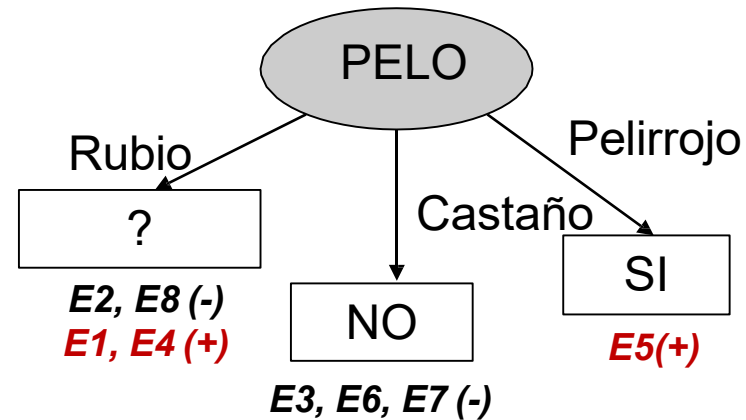 PELO
Rubio
Castaño
Pelirrojo
?
E2, E8 (-)
E1, E4 (+)
NO
E3, E6, E7 (-)
SI
E5(+)